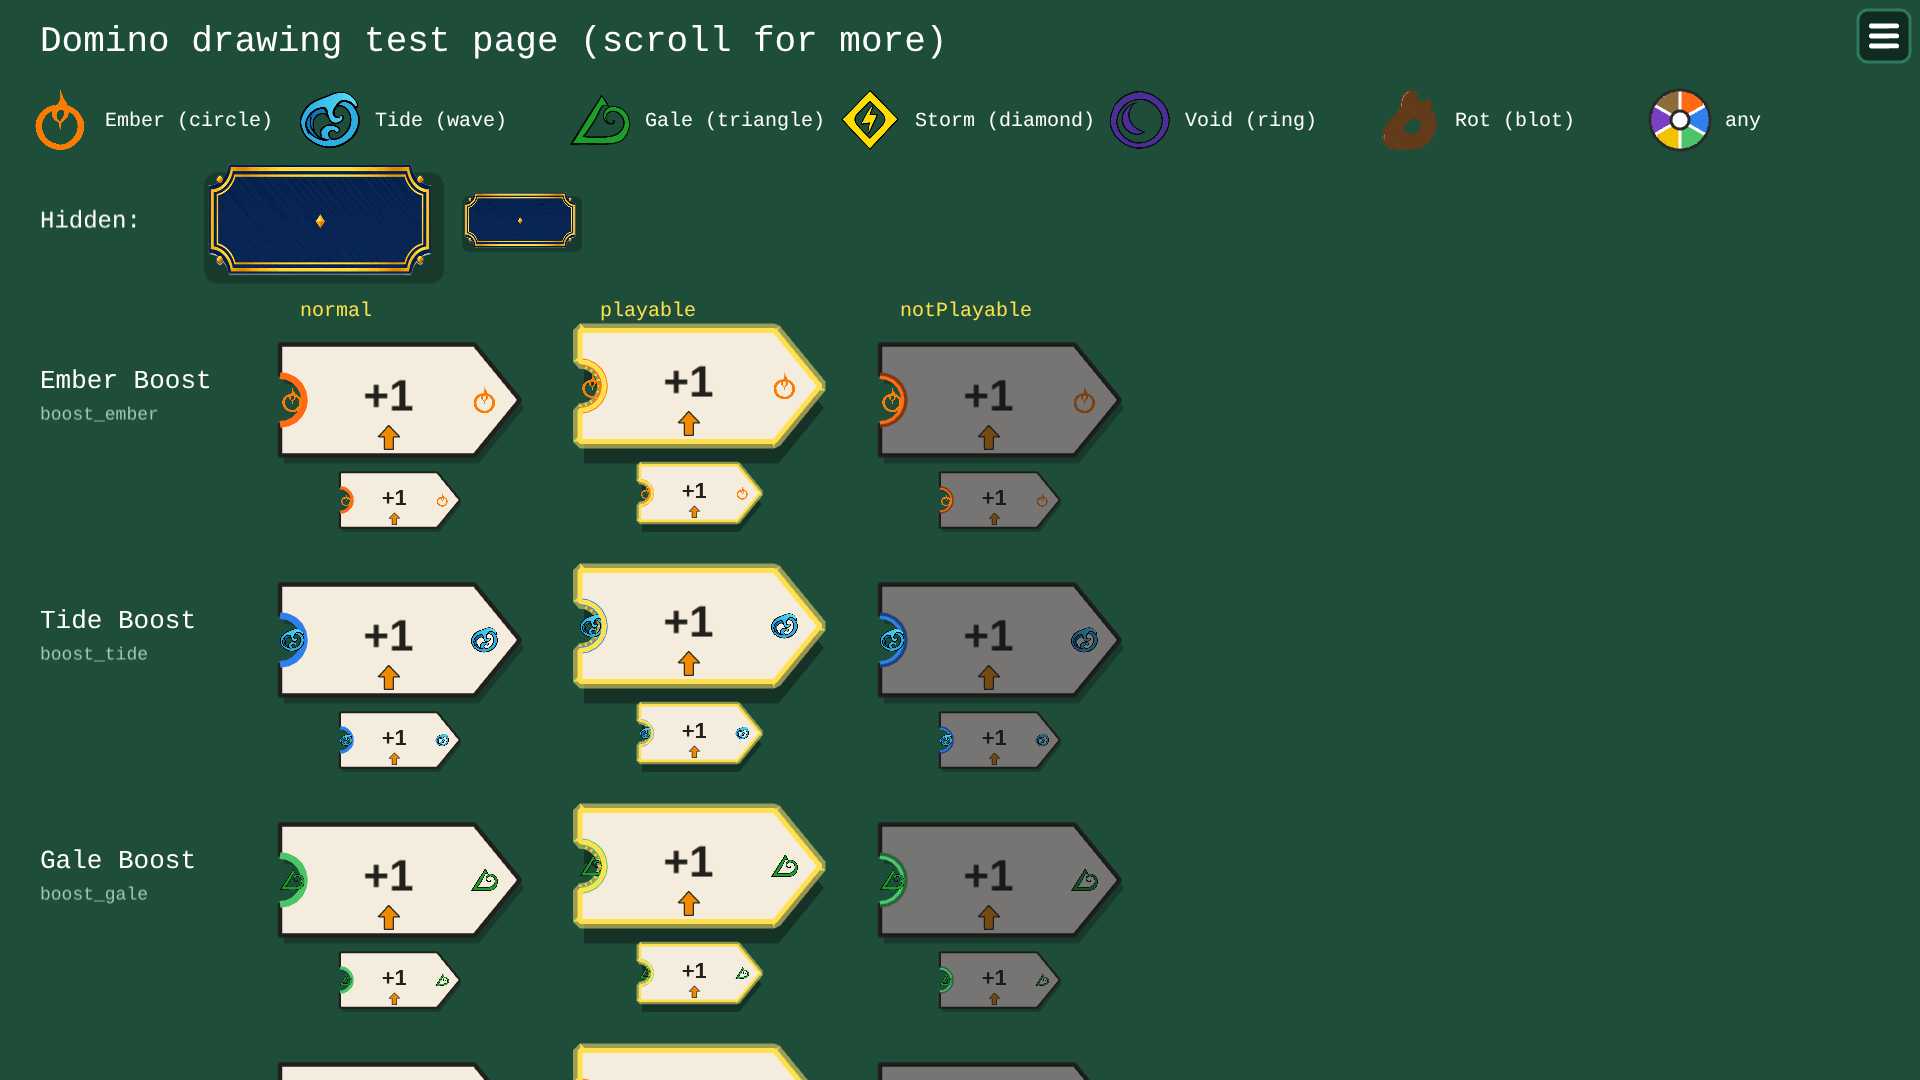 Domino drawing test page (scroll for more)
Ember (circle) Tide (wave) Gale (triangle) Storm (diamond) Void (ring) Rot (blot) any
Hidden:
normal playable notPlayable
Ember Boost
boost_ember
+1 +1 +1
+1 +1 +1
Tide Boost
boost_tide
+1 +1 +1
+1 +1 +1
Gale Boost
boost_gale
+1 +1 +1
+1 +1 +1